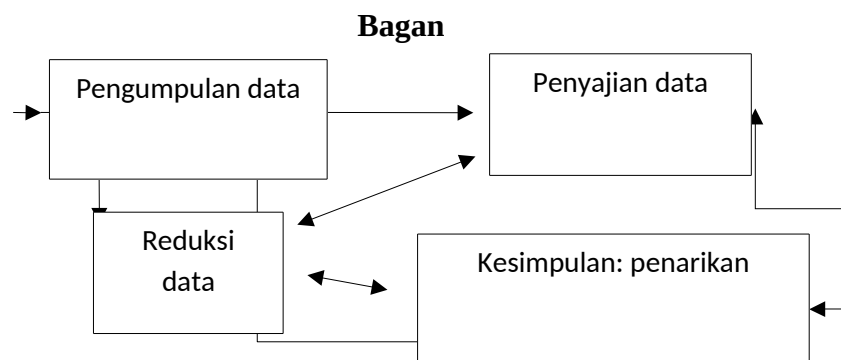 Bagan
Pengumpulan data
Penyajian data
Reduksi
data
Kesimpulan: penarikan